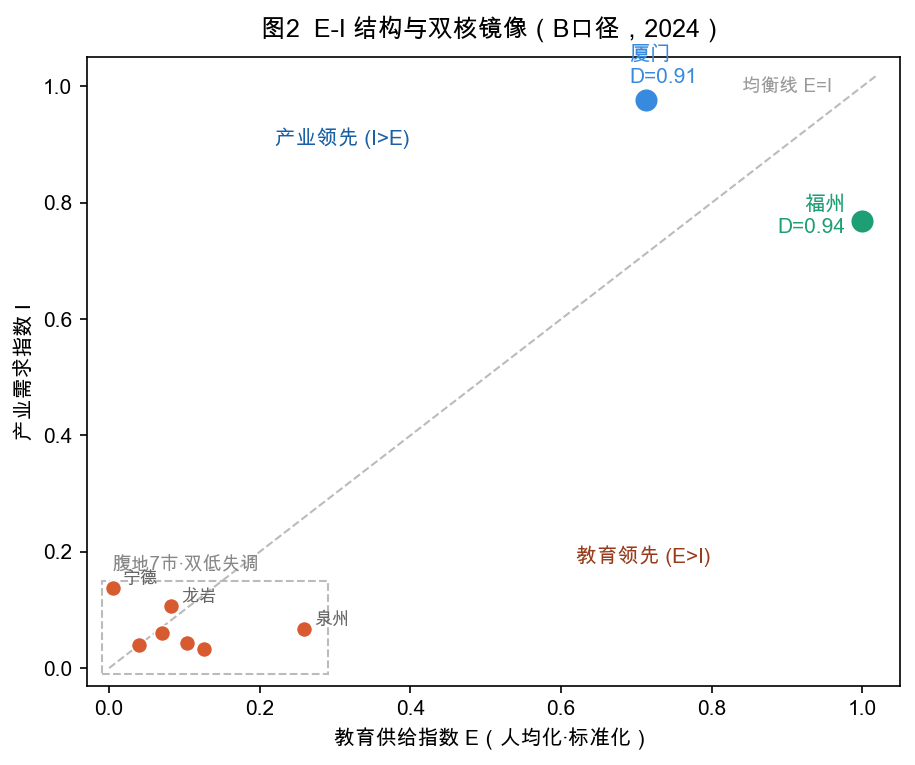 图2 E-I 结构与双核镜像（B口径，2024）
厦门
D=0.91
均衡线 E=I
产业领先 (I>E)
福州
D=0.94
教育领先 (E>I)
腹地7市·双低失调
宁德
龙岩
泉州
产业需求指数 I
1.0
0.8
0.6
0.4
0.2
0.0
0.0 0.2 0.4 0.6 0.8 1.0
教育供给指数 E（人均化·标准化）